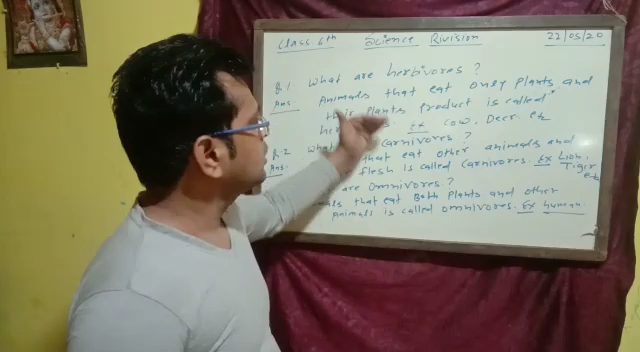 Class-6th Science Rivision 22/05/20
Q.1 What are herbivores?
Ans. Animals that eat only plants and
their plants product is called
Ex Cow, Deer. etc
Q.2 carnivores?
Ans. that eat other animals and
flesh is called carnivores. Ex Lion,
Tiger
etc
are omnivores?
that eat Both plants and other
Animals is called omnivores. Ex human